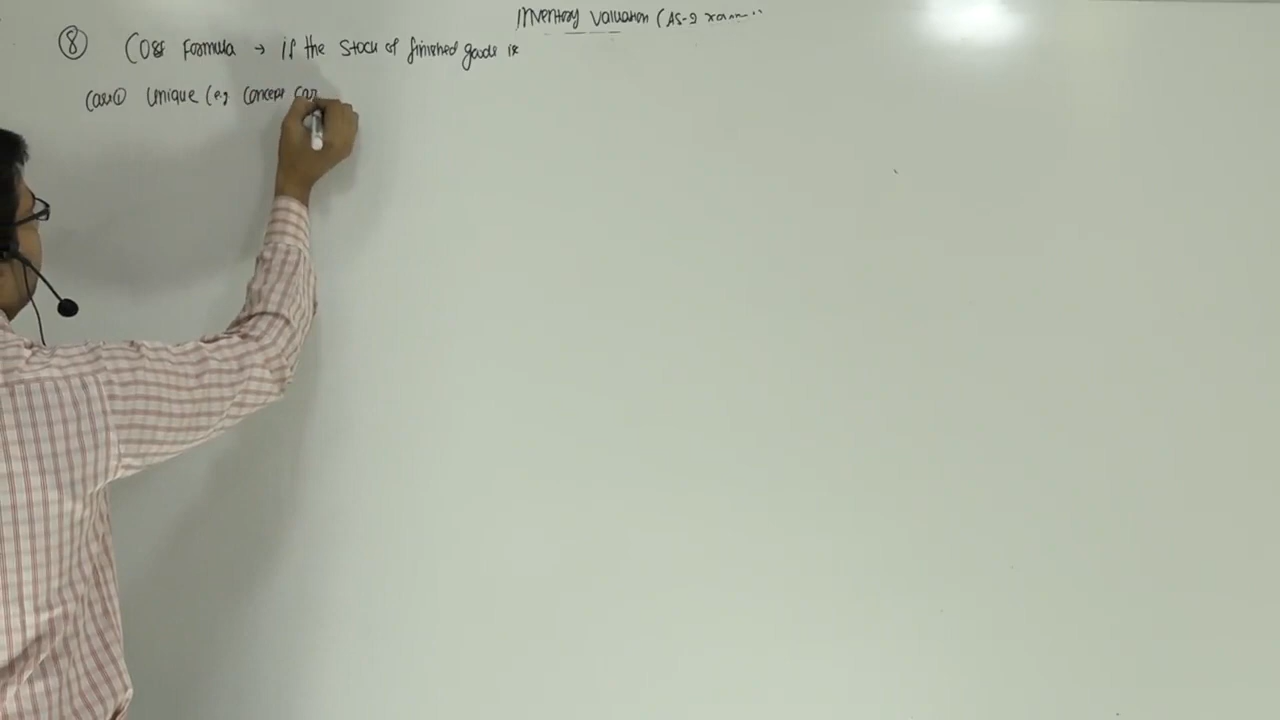 Inventory Valuation (AS-2
⑧ Cost Formula → if the stock of finished goods is
Case① Unique (e.g concept car